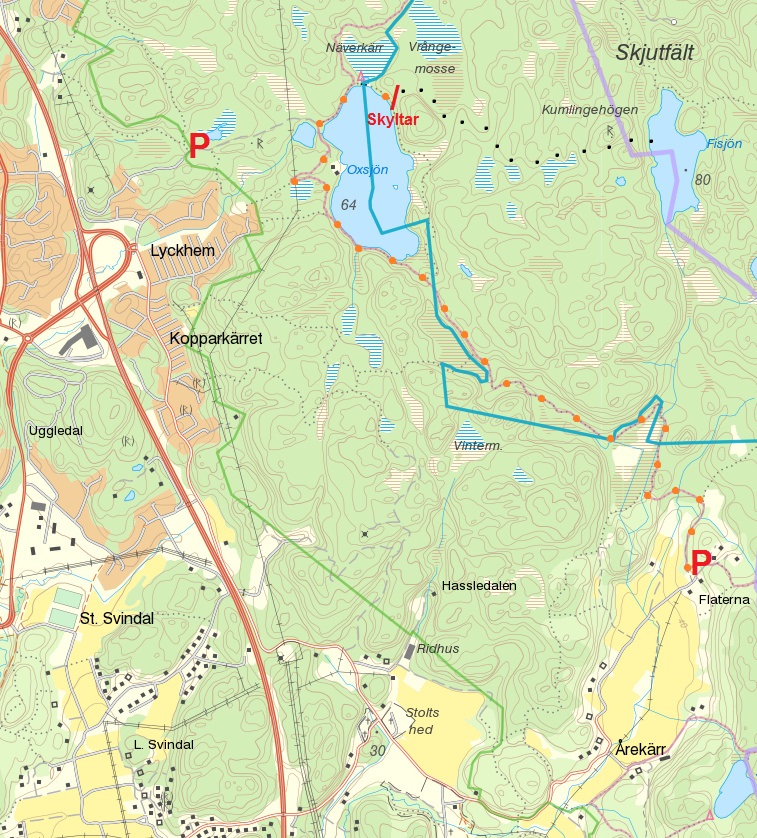 Näverkärr
Vrånge-
mosse
Skjutfält
Skyltar
Kumlingehögen
P
R
R
Fisjön
Oxsjön
80
64
Lyckhem
(R)
Kopparkärret
(R)
Uggledal
(R)
(R)
Vinterm.
P
Hassledalen
Flaterna
St. Svindal
Ridhus
Stolts
hed
L. Svindal
30
Årekärr